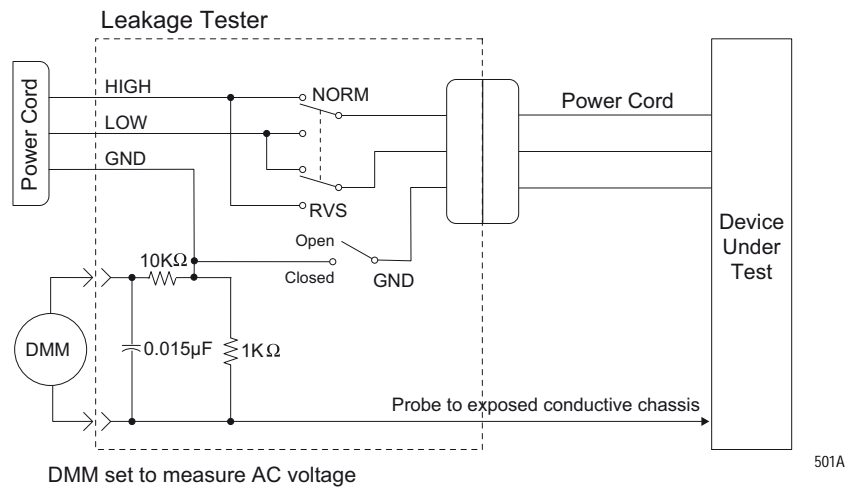 Leakage Tester
Power Cord
HIGH
LOW
GND
NORM
RVS
Open
Closed
GND
Power Cord
Device
Under
Test
10KΩ
DMM
0.015µF
1KΩ
Probe to exposed conductive chassis
DMM set to measure AC voltage
501A